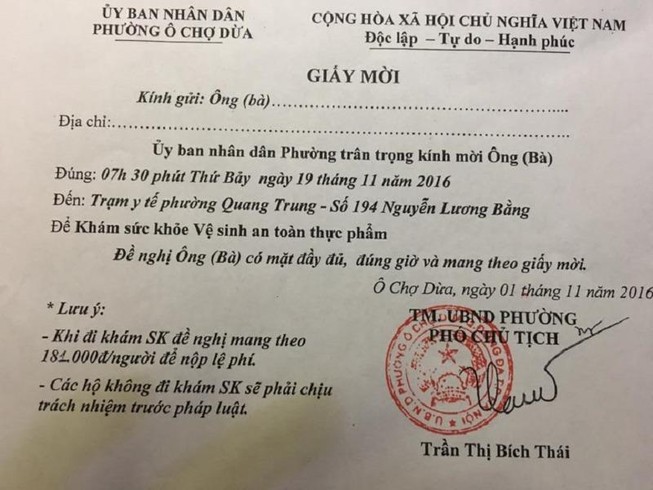 ỦY BAN NHÂN DÂN
PHƯỜNG Ô CHỢ DỪA
CỘNG HÒA XÃ HỘI CHỦ NGHĨA VIỆT NAM
Độc lập – Tự do – Hạnh phúc
GIẤY MỜI
Kính gửi: Ông (bà)...............................................................
Địa chỉ:....................................................................................
Ủy ban nhân dân Phường trân trọng kính mời Ông (Bà)
Đúng: 07h 30 phút Thứ Bãy ngày 19 tháng 11 năm 2016
Đến: Trạm y tế phường Quang Trung - Số 194 Nguyễn Lương Bằng
Để Khám sức khỏe Vệ sinh an toàn thực phẩm
Đề nghị Ông (Bà) có mặt đầy đủ, đúng giờ và mang theo giấy mời.
Ô Chợ Dừa, ngày 01 tháng 11 năm 2016
* Lưu ý:
- Khi đi khám SK đề nghị mang theo
181.000đ/người để nộp lệ phí.
- Các hộ không đi khám SK sẽ phải chịu
trách nhiệm trước pháp luật.
TM. UBND PHƯỜNG
PHÓ CHỦ TỊCH
U.B.N.D PHƯỜNG Ô CHỢ DỪA
Trần Thị Bích Thái